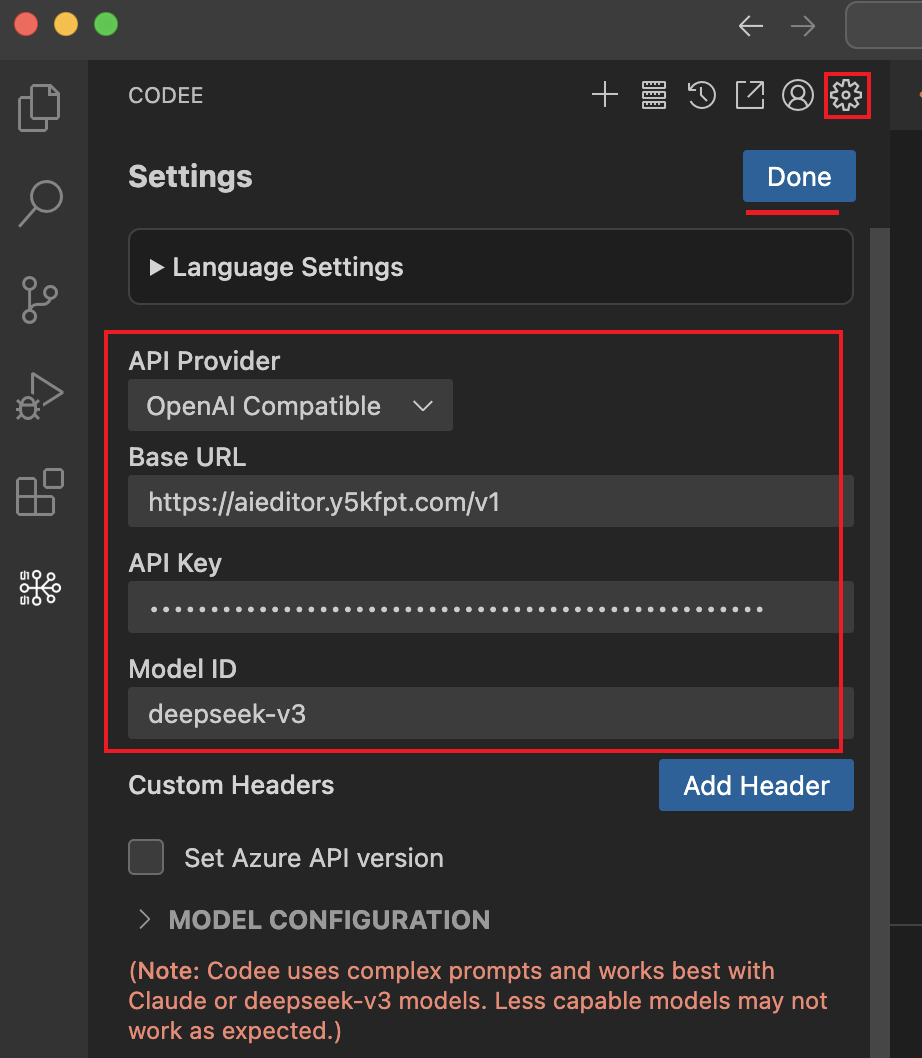 CODEE
Settings
Done
Language Settings
API Provider
OpenAI Compatible
Base URL
https://aieditor.y5kfpt.com/v1
API Key
Model ID
deepseek-v3
Custom Headers
Add Header
Set Azure API version
MODEL CONFIGURATION
(Note: Codee uses complex prompts and works best with
Claude or deepseek-v3 models. Less capable models may not
work as expected.)